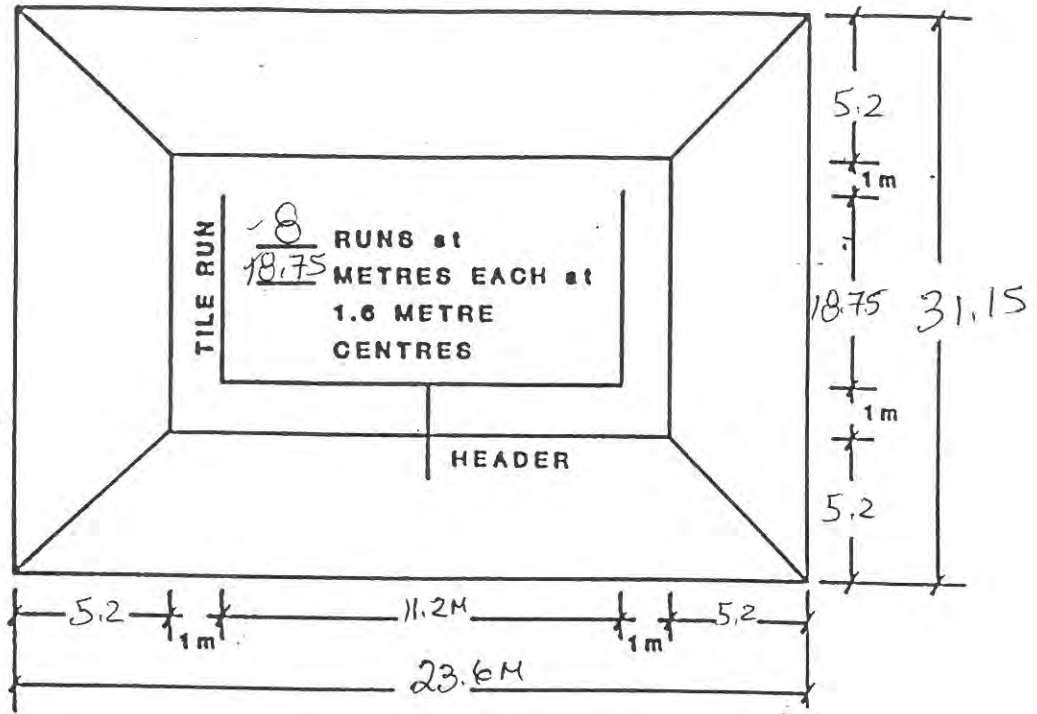 5.2
1m
TILE RUN
8 RUNS at
18.75 METRES EACH at
1.6 METRE
CENTRES
18.75
31.15
1m
HEADER
5.2
5.2
1m
11.2M
1m
5.2
23.6M